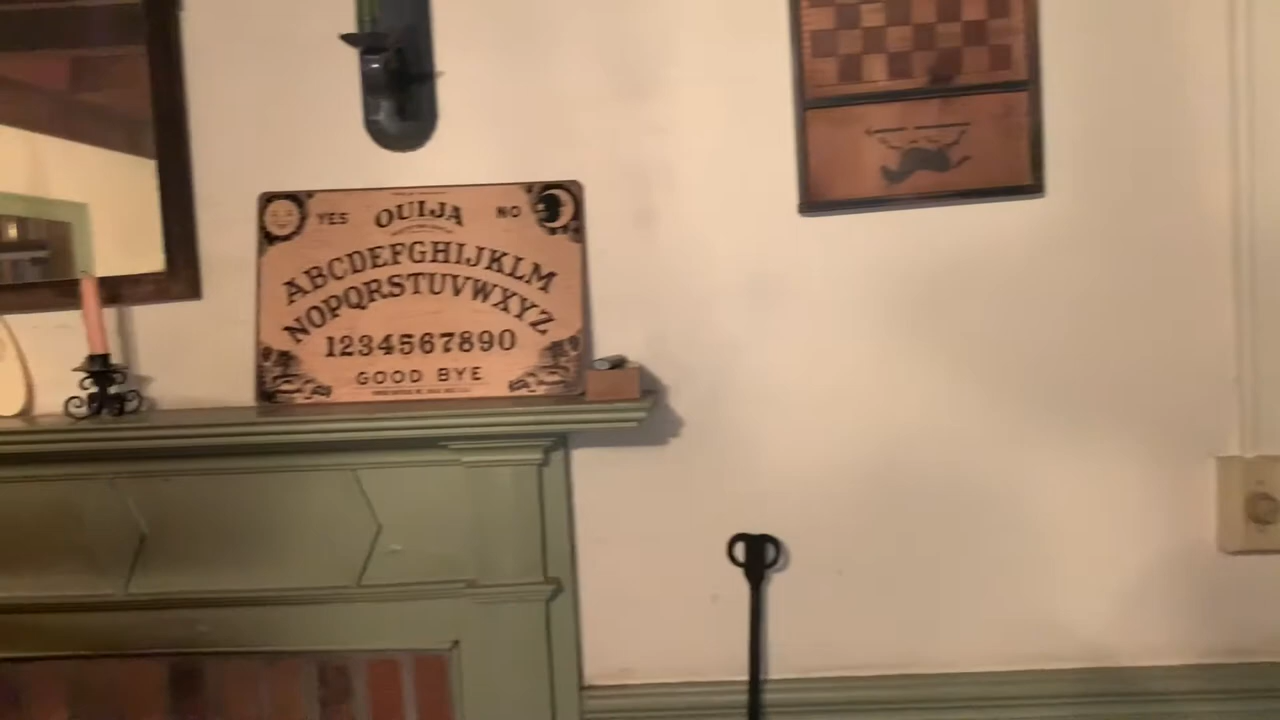 YES OUIJA NO
ABCDEFGHIJKLM
NOPQRSTUVWXYZ
1234567890
GOOD BYE